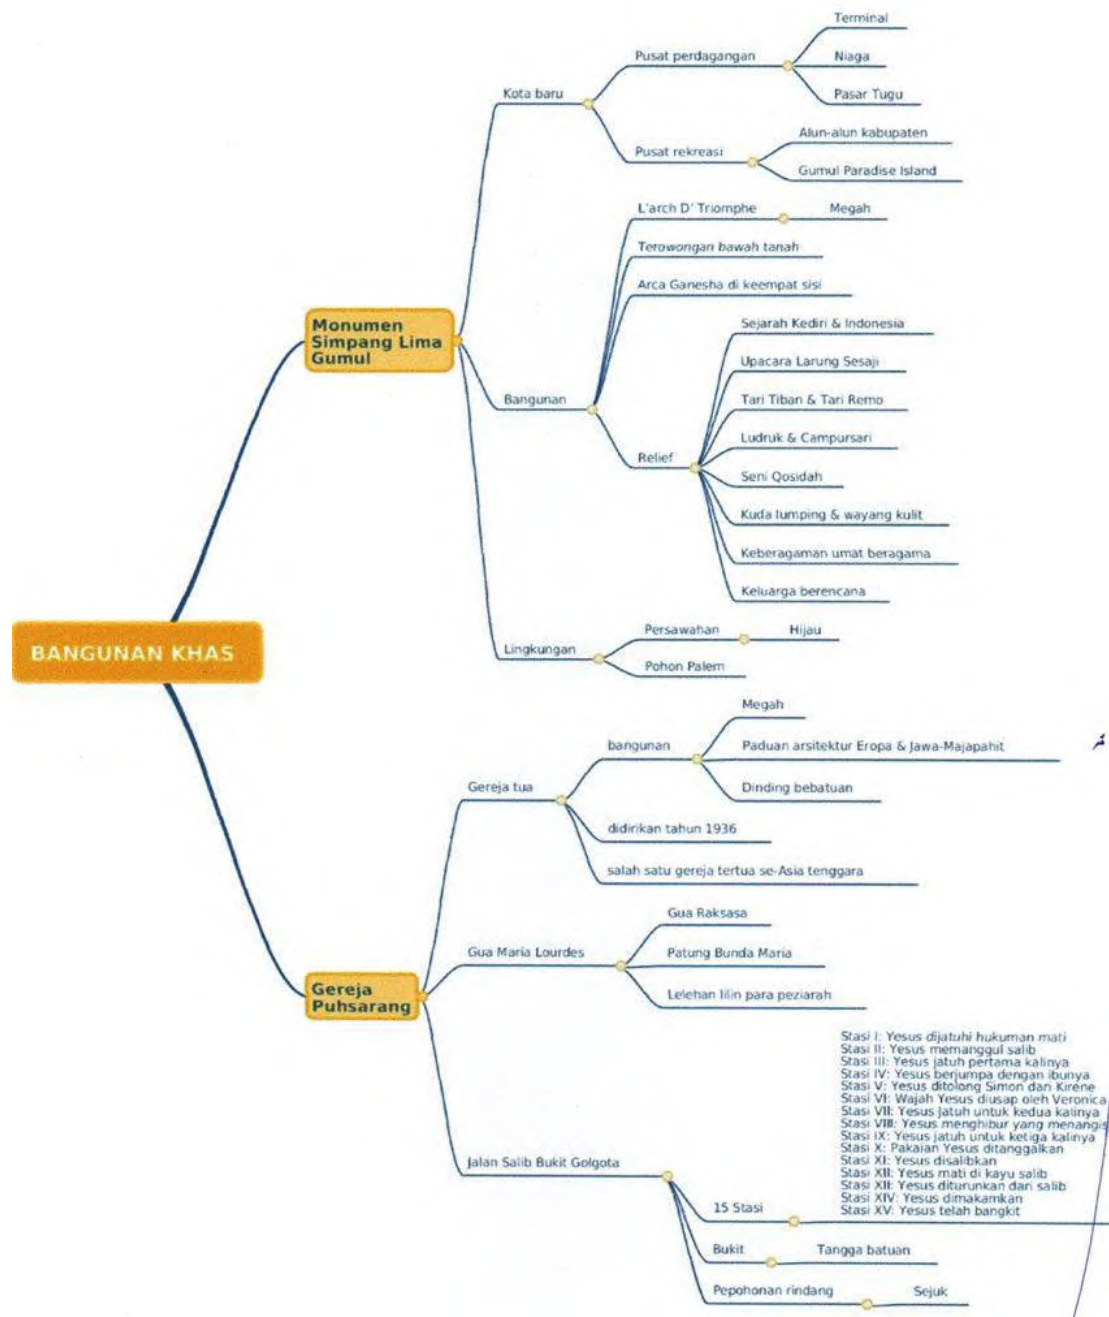 BANGUNAN KHAS
Monumen
Simpang Lima
Gumul
Kota baru
Pusat perdagangan
Terminal
Niaga
Pasar Tugu
Pusat rekreasi
Alun-alun kabupaten
Gumul Paradise Island
Bangunan
L'arch D' Triomphe
Megah
Terowongan bawah tanah
Arca Ganesha di keempat sisi
Relief
Sejarah Kediri & Indonesia
Upacara Larung Sesaji
Tari Tiban & Tari Remo
Ludruk & Campursari
Seni Qosidah
Kuda lumping & wayang kulit
Keberagaman umat beragama
Keluarga berencana
Lingkungan
Persawahan
Hijau
Pohon Palem
Gereja
Puhsarang
Gereja tua
bangunan
Megah
Paduan arsitektur Eropa & Jawa-Majapahit
Dinding bebatuan
didirikan tahun 1936
salah satu gereja tertua se-Asia tenggara
Gua Maria Lourdes
Gua Raksasa
Patung Bunda Maria
Lelehan lilin para peziarah
Jalan Salib Bukit Golgota
15 Stasi
Stasi I: Yesus dijatuhi hukuman mati
Stasi II: Yesus memanggul salib
Stasi III: Yesus jatuh pertama kalinya
Stasi IV: Yesus berjumpa dengan ibunya
Stasi V: Yesus ditolong Simon dari Kirene
Stasi VI: Wajah Yesus diusap oleh Veronica
Stasi VII: Yesus Jatuh untuk kedua kalinya
Stasi VIII: Yesus menghibur yang menangis
Stasi IX: Yesus jatuh untuk ketiga kalinya
Stasi X: Pakaian Yesus ditanggalkan
Stasi XI: Yesus disalibkan
Stasi XII: Yesus mati di kayu salib
Stasi XII: Yesus diturunkan dari salib
Stasi XIV: Yesus dimakamkan
Stasi XV: Yesus telah bangkit
Bukit
Tangga batuan
Pepohonan rindang
Sejuk